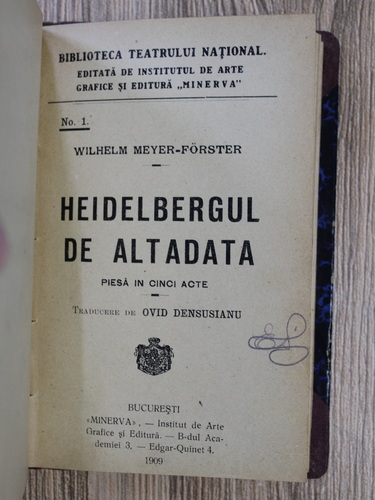 BIBLIOTECA TEATRULUI NAȚIONAL.
EDITATĂ DE INSTITUTUL DE ARTE
GRAFICE ȘI EDITURĂ „MINERVA"
No. 1.
WILHELM MEYER-FÖRSTER
HEIDELBERGUL
DE ALTADATA
PIESĂ IN CINCI ACTE
TRADUCERE DE OVID DENSUSIANU
BUCUREȘTI
«MINERVA», — Institut de Arte
Grafice și Editură. — B-dul Aca-
demiei 3, — Edgar-Quinet 4.
1909